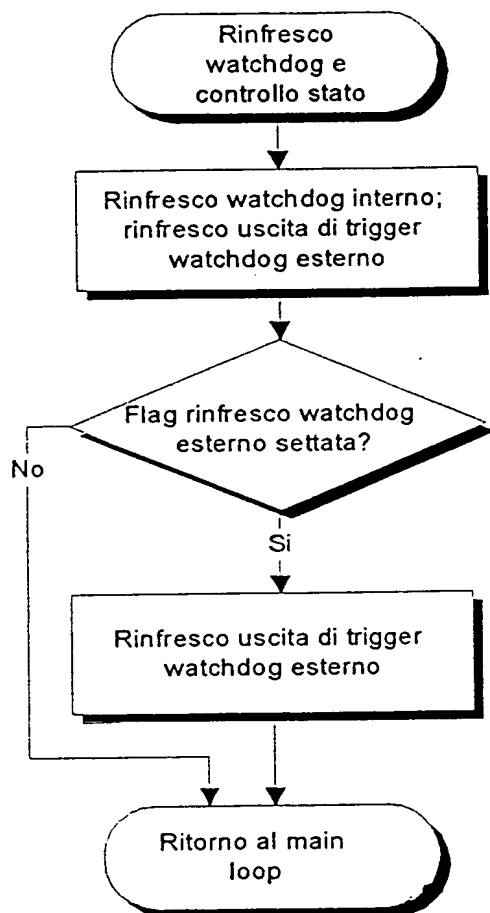 Rinfresco
watchdog e
controllo stato
Rinfresco watchdog interno;
rinfresco uscita di trigger
watchdog esterno
Flag rinfresco watchdog
esterno settata?
No
Si
Rinfresco uscita di trigger
watchdog esterno
Ritorno al main
loop